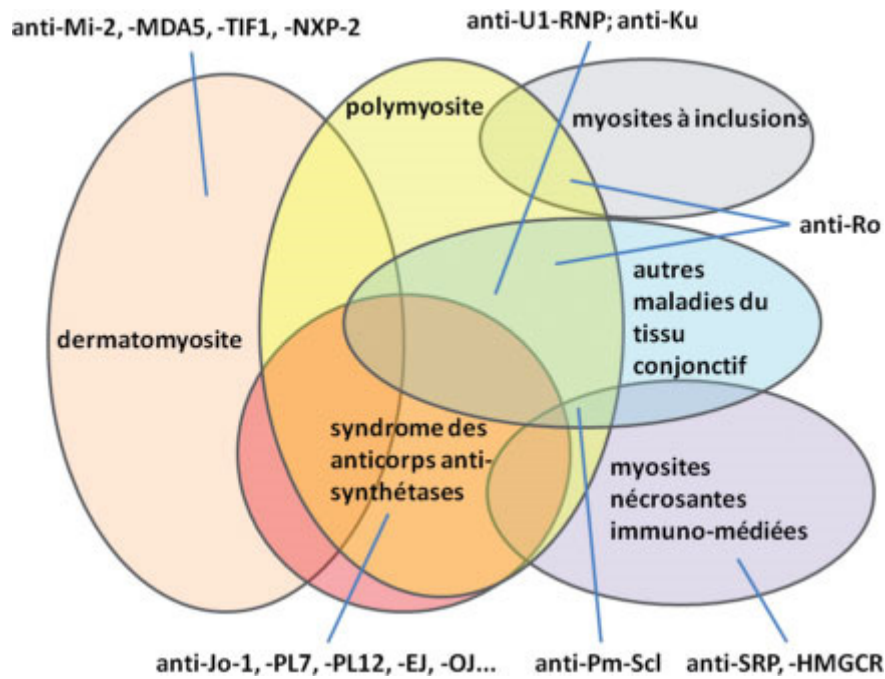 anti-Mi-2, -MDA5, -TIF1, -NXP-2
anti-U1-RNP; anti-Ku
polymyosite
myosites à inclusions
anti-Ro
autres
maladies du
tissu
conjonctif
dermatomyosite
syndrome des
anticorps anti-
synthétases
myosites
nécrosantes
immuno-médiées
anti-Jo-1, -PL7, -PL12, -EJ, -OJ...
anti-Pm-Scl
anti-SRP, -HMGCR